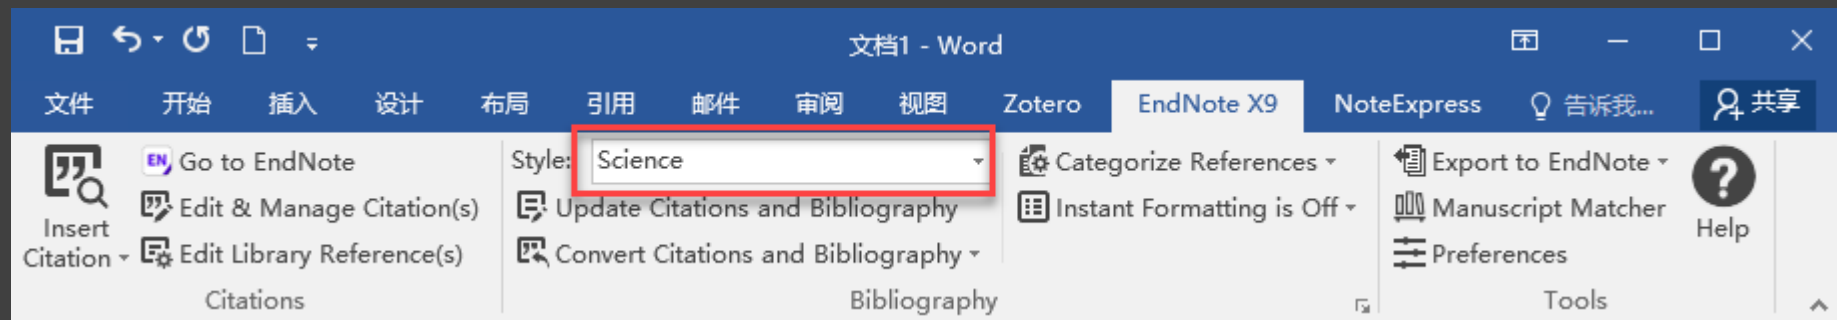 文档1 - Word
文件 开始 插入 设计 布局 引用 邮件 审阅 视图 Zotero EndNote X9 NoteExpress 告诉我... 共享
Insert Citation
EN Go to EndNote
Edit & Manage Citation(s)
Edit Library Reference(s)
Citations
Style: Science
Update Citations and Bibliography
Convert Citations and Bibliography
Categorize References
Instant Formatting is Off
Bibliography
Export to EndNote
Manuscript Matcher
Preferences
Tools
Help